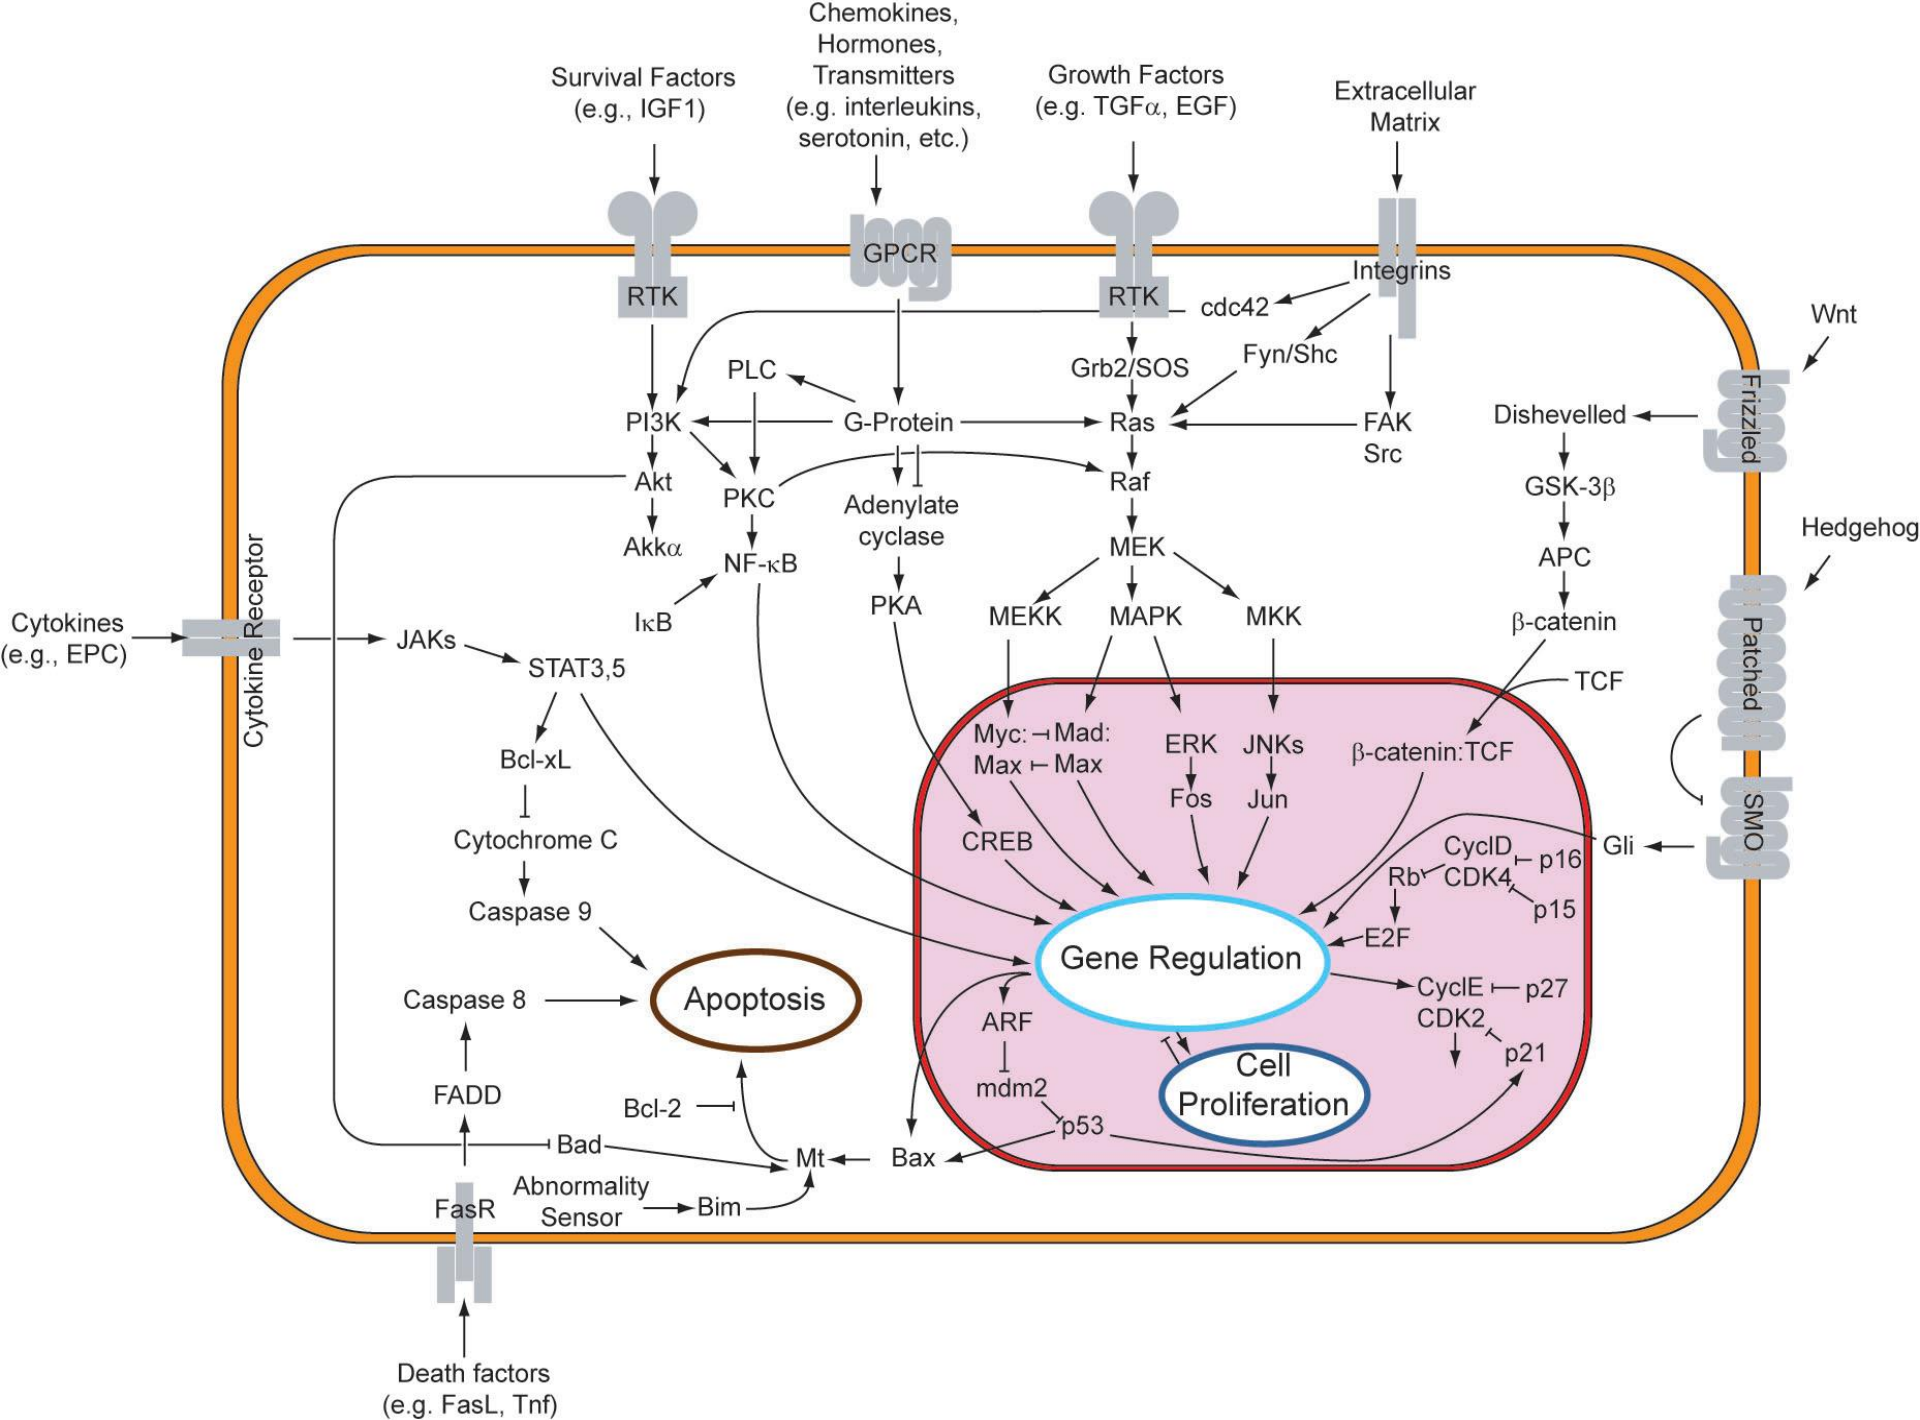 Chemokines,
Hormones,
Transmitters
(e.g. interleukins,
serotonin, etc.)
Survival Factors
(e.g., IGF1)
Growth Factors
(e.g. TGFα, EGF)
Extracellular
Matrix
RTK
GPCR
RTK
Integrins
cdc42
Wnt
Fyn/Shc
PLC
Grb2/SOS
Frizzled
PI3K
G-Protein
Ras
FAK
Src
Dishevelled
Akt
PKC
Raf
Adenylate
cyclase
GSK-3β
Hedgehog
Akkα
NF-κB
MEK
APC
IκB
PKA
MEKK
MAPK
MKK
β-catenin
Cytokines
(e.g., EPC)
Cytokine Receptor
JAKs
STAT3,5
TCF
Patched
Myc:
Max
Mad:
Max
ERK
JNKs
β-catenin:TCF
Bcl-xL
Fos
Jun
SMO
Cytochrome C
CREB
CyclD
CDK4
p16
Gli
Rb
p15
Caspase 9
E2F
Gene Regulation
Caspase 8
Apoptosis
CyclE
CDK2
p27
ARF
p21
Cell
Proliferation
FADD
Bcl-2
mdm2
p53
Bad
Mt
Bax
Abnormality
Sensor
Bim
FasR
Death factors
(e.g. FasL, Tnf)